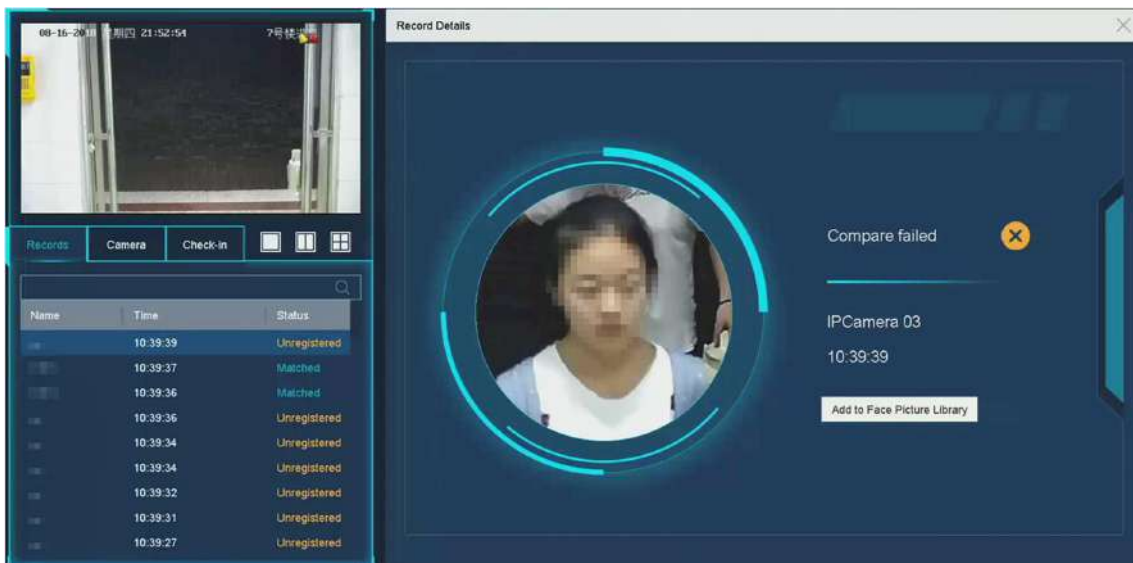 08-16-2018 星期四 21:52:54
7号楼
Record Details
Records
Camera
Check-in
Name Time Status
10:39:39 Unregistered
10:39:37 Matched
10:39:36 Matched
10:39:36 Unregistered
10:39:34 Unregistered
10:39:34 Unregistered
10:39:32 Unregistered
10:39:31 Unregistered
10:39:27 Unregistered
Compare failed
IPCamera 03
10:39:39
Add to Face Picture Library